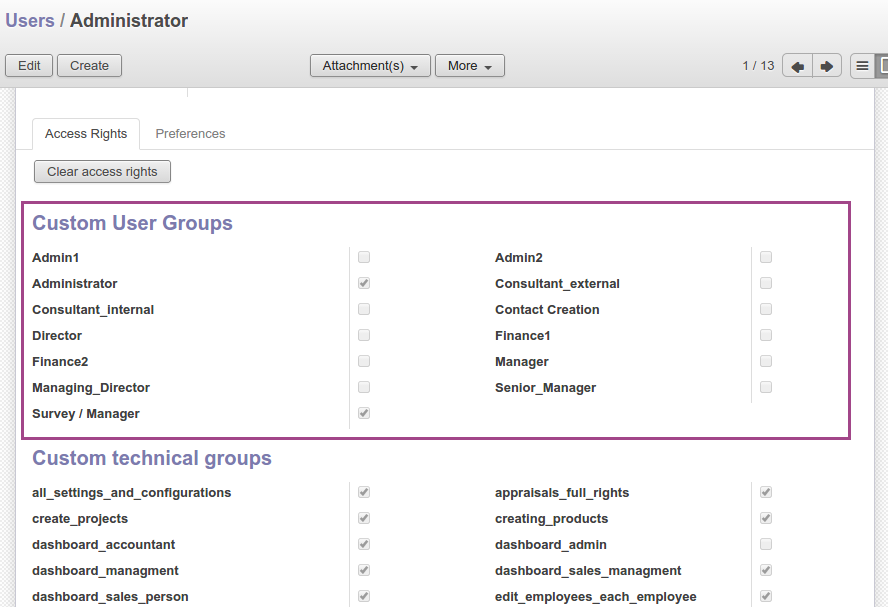 Users / Administrator
Edit Create Attachment(s) More 1 / 13
Access Rights Preferences
Clear access rights
Custom User Groups
Admin1 Admin2
Administrator Consultant_external
Consultant_internal Contact Creation
Director Finance1
Finance2 Manager
Managing_Director Senior_Manager
Survey / Manager
Custom technical groups
all_settings_and_configurations appraisals_full_rights
create_projects creating_products
dashboard_accountant dashboard_admin
dashboard_managment dashboard_sales_managment
dashboard_sales_person edit_employees_each_employee